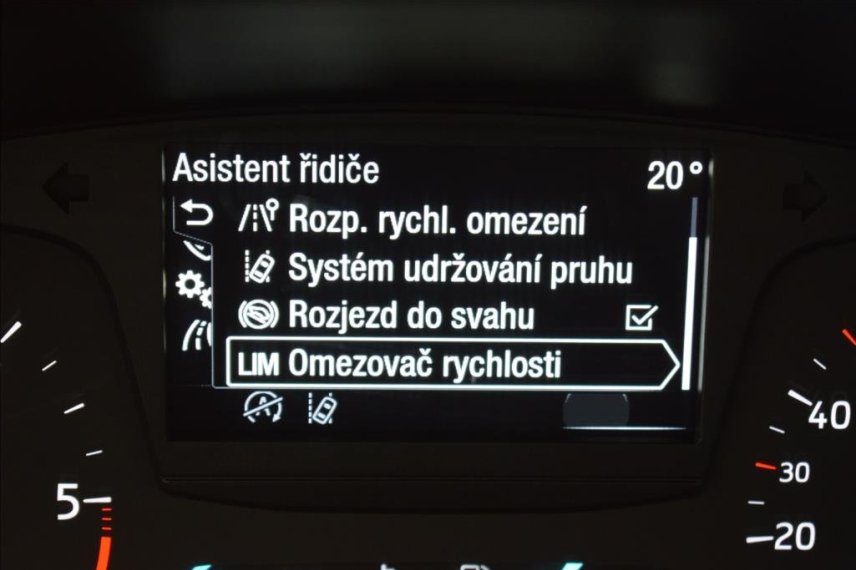 Asistent řidiče 20°
Rozp. rychl. omezení
Systém udržování pruhu
Rozjezd do svahu
LIM Omezovač rychlosti
5
40
30
20